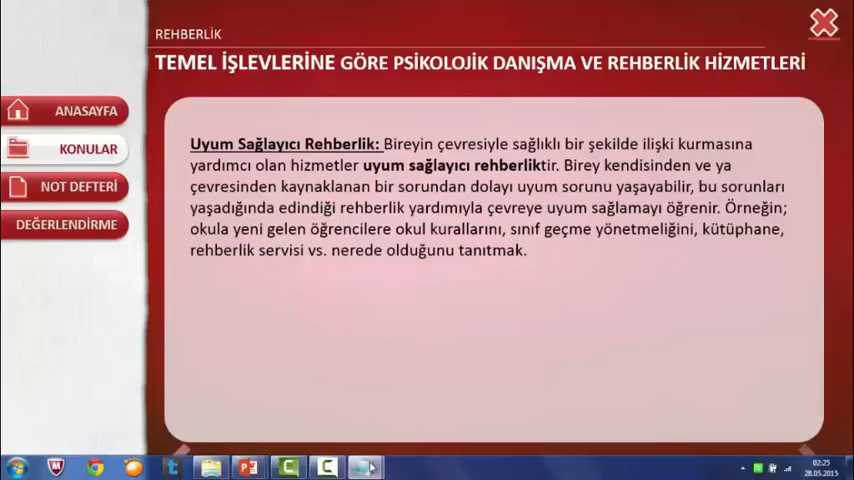 REHBERLİK
TEMEL İŞLEVLERİNE GÖRE PSİKOLOJİK DANIŞMA VE REHBERLİK HİZMETLERİ
ANASAYFA
KONULAR
NOT DEFTERİ
DEĞERLENDİRME
Uyum Sağlayıcı Rehberlik: Bireyin çevresiyle sağlıklı bir şekilde ilişki kurmasına
yardımcı olan hizmetler uyum sağlayıcı rehberliktir. Birey kendisinden ve ya
çevresinden kaynaklanan bir sorundan dolayı uyum sorunu yaşayabilir, bu sorunları
yaşadığında edindiği rehberlik yardımıyla çevreye uyum sağlamayı öğrenir. Örneğin;
okula yeni gelen öğrencilere okul kurallarını, sınıf geçme yönetmeliğini, kütüphane,
rehberlik servisi vs. nerede olduğunu tanıtmak.
02:25
28.05.2015